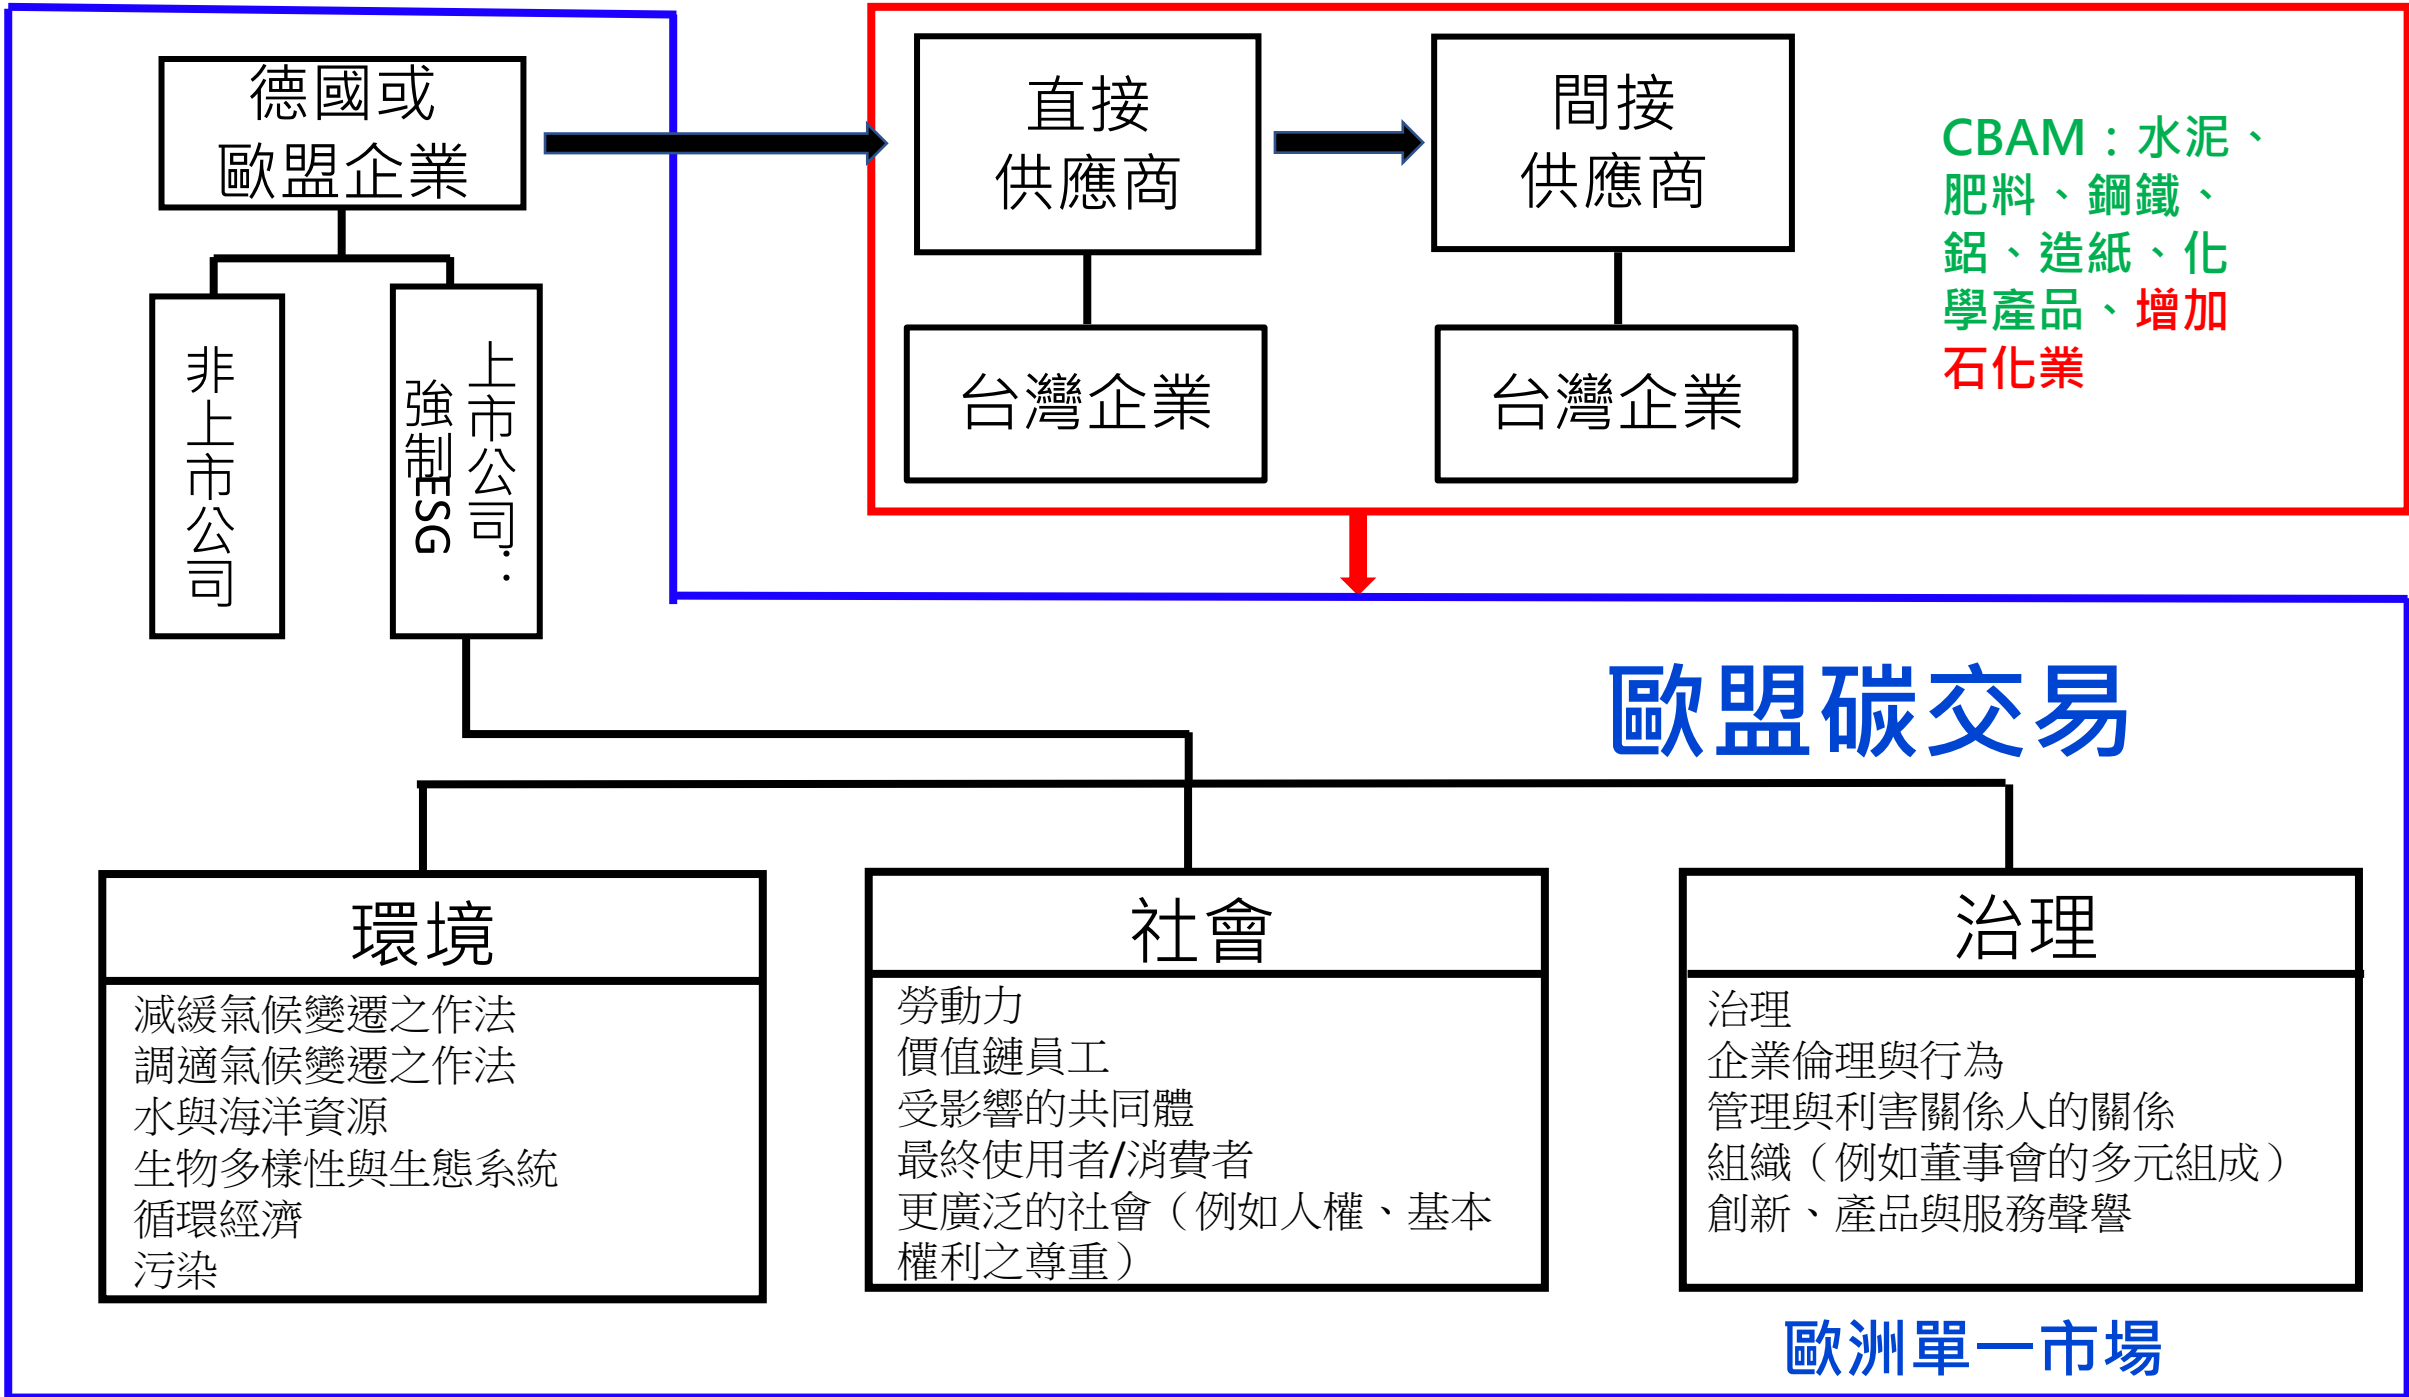 德國或
歐盟企業
直接
供應商
間接
供應商
CBAM：水泥、
肥料、鋼鐵、
鋁、造紙、化
學產品、增加
石化業
台灣企業
台灣企業
非上市公司
上市公司：
強制ESG
歐盟碳交易
環境
減緩氣候變遷之作法
調適氣候變遷之作法
水與海洋資源
生物多樣性與生態系統
循環經濟
污染
社會
勞動力
價值鏈員工
受影響的共同體
最終使用者/消費者
更廣泛的社會（例如人權、基本
權利之尊重）
治理
治理
企業倫理與行為
管理與利害關係人的關係
組織（例如董事會的多元組成）
創新、產品與服務聲譽
歐洲單一市場